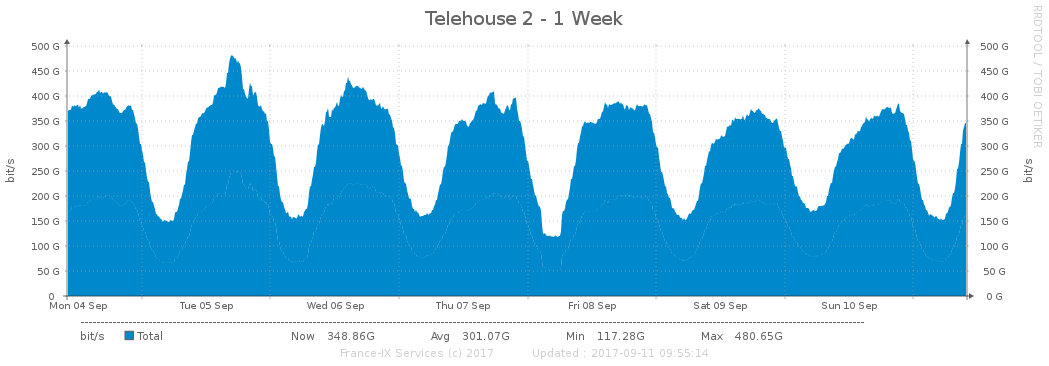 Telehouse 2 - 1 Week
RRDTOOL / TOBI OETIKER
bit/s
500 G 500 G
450 G 450 G
400 G 400 G
350 G 350 G
300 G 300 G
250 G 250 G
200 G 200 G
150 G 150 G
100 G 100 G
50 G 50 G
0 0 G
bit/s
Mon 04 Sep Tue 05 Sep Wed 06 Sep Thu 07 Sep Fri 08 Sep Sat 09 Sep Sun 10 Sep
bit/s Total Now 348.86G Avg 301.07G Min 117.28G Max 480.65G
France-IX Services (c) 2017 Updated : 2017-09-11 09:55:14